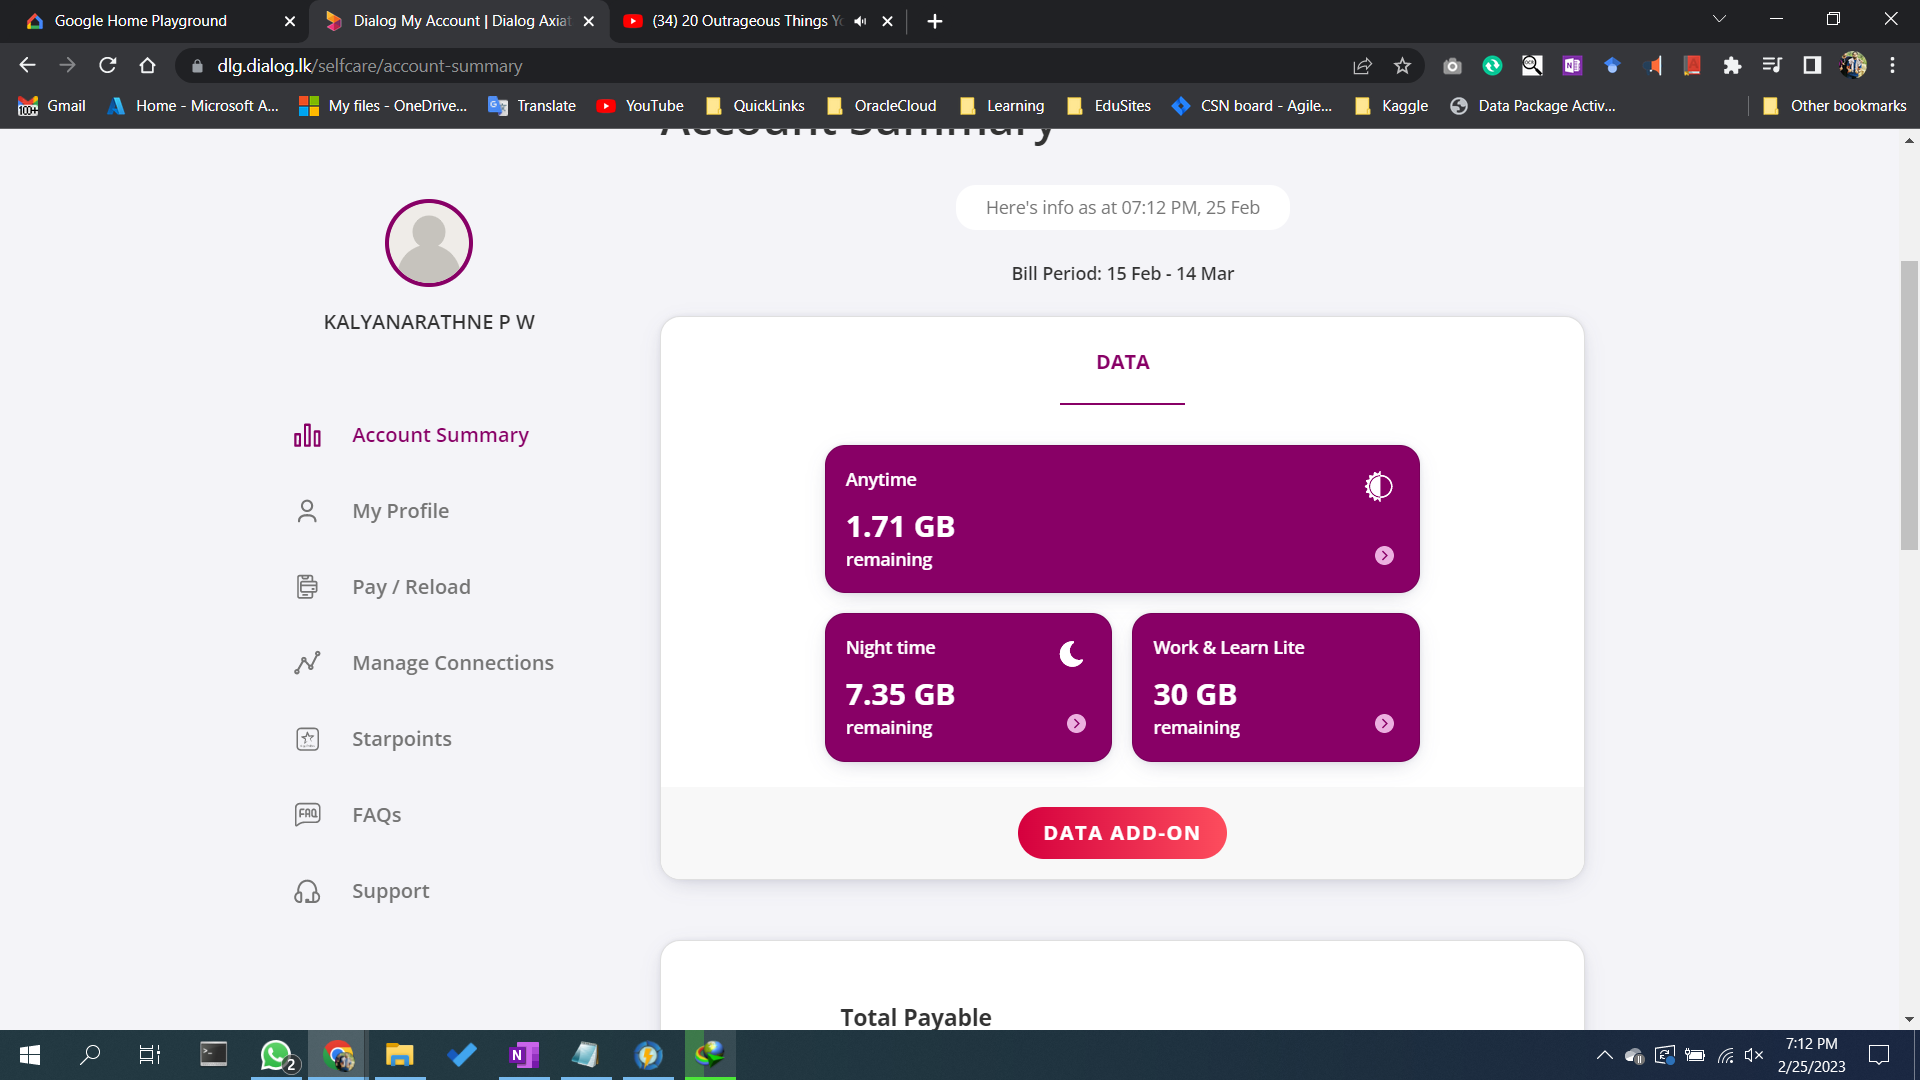 Google Home Playground
Dialog My Account | Dialog Axiat
(34) 20 Outrageous Things Yo
dlg.dialog.lk/selfcare/account-summary
Gmail
Home - Microsoft A...
My files - OneDrive...
Translate
YouTube
QuickLinks
OracleCloud
Learning
EduSites
CSN board - Agile...
Kaggle
Data Package Activ...
Other bookmarks
Account Summary
Here's info as at 07:12 PM, 25 Feb
Bill Period: 15 Feb - 14 Mar
KALYANARATHNE P W
Account Summary
My Profile
Pay / Reload
Manage Connections
Starpoints
FAQ
FAQs
Support
DATA
Anytime
1.71 GB
remaining
Night time
7.35 GB
remaining
Work & Learn Lite
30 GB
remaining
DATA ADD-ON
Total Payable
2
7:12 PM
2/25/2023